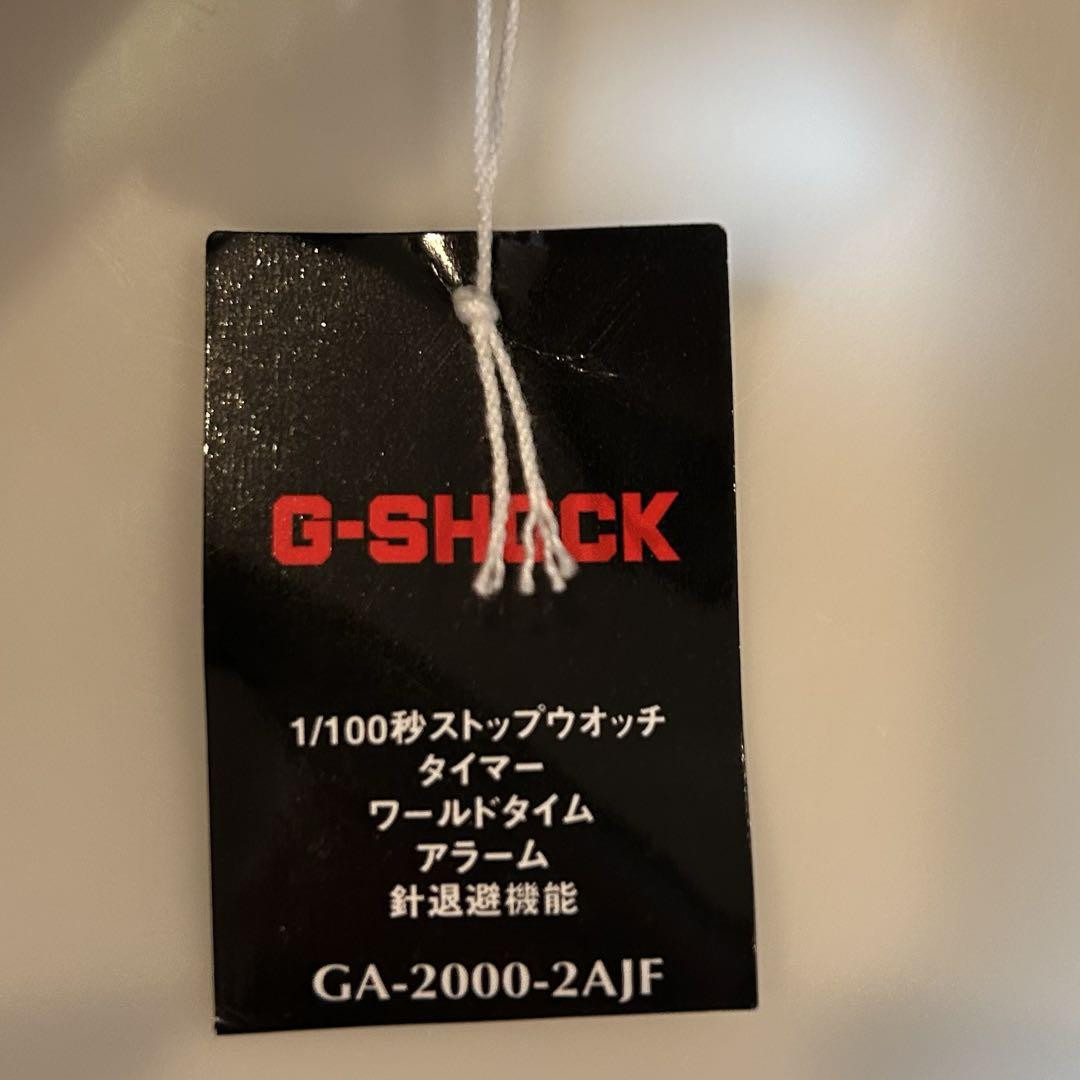 G-SHOCK
1/100秒ストップウオッチ
タイマー
ワールドタイム
アラーム
針退避機能
GA-2000-2AJF